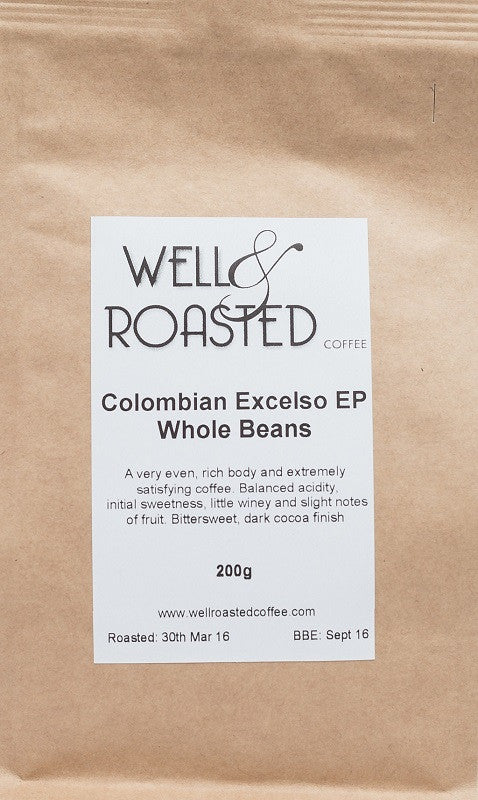 WELL &
ROASTED
COFFEE
Colombian Excelso EP
Whole Beans
A very even, rich body and extremely
satisfying coffee. Balanced acidity,
initial sweetness, little winey and slight notes
of fruit. Bittersweet, dark cocoa finish
200g
www.wellroastedcoffee.com
Roasted: 30th Mar 16 BBE: Sept 16